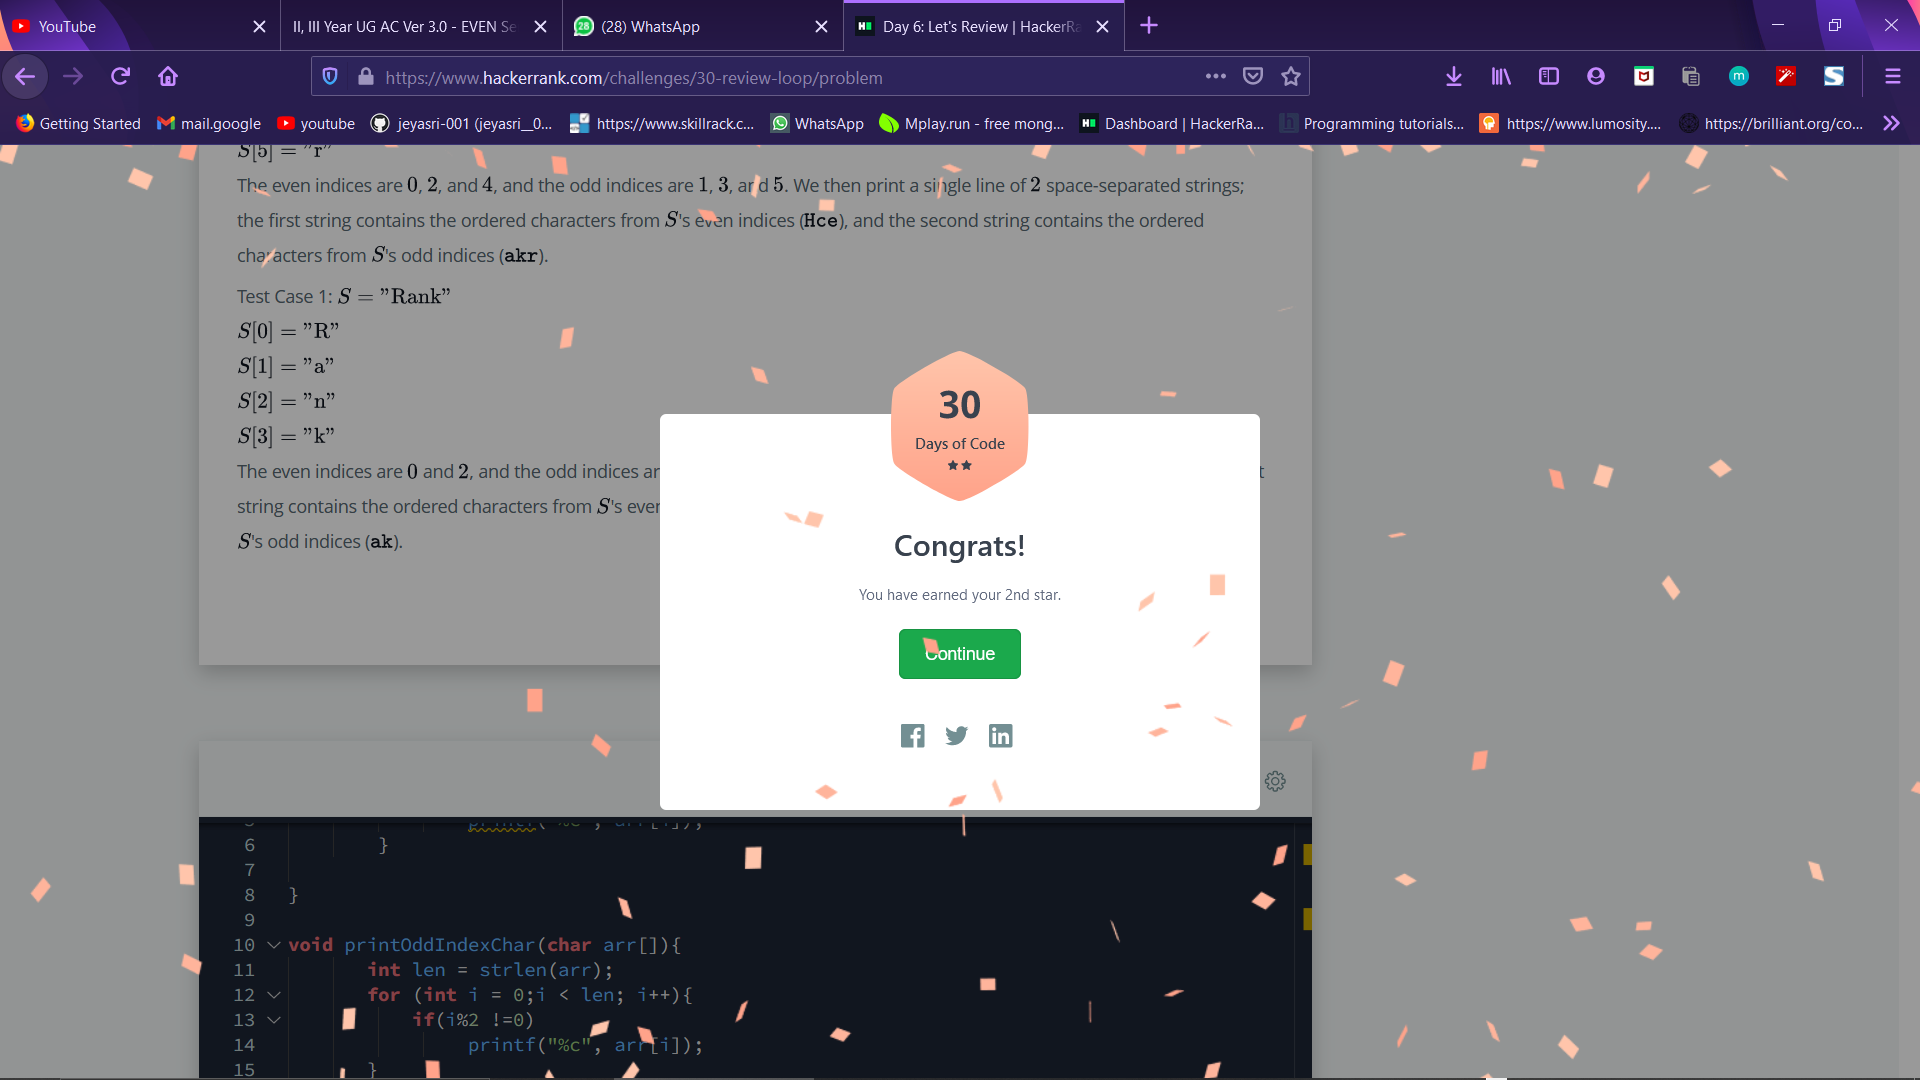 YouTube
II, III Year UG AC Ver 3.0 - EVEN Se
28 (28) WhatsApp
Day 6: Let's Review | HackerRa
https://www.hackerrank.com/challenges/30-review-loop/problem
m
S
Getting Started
mail.google
youtube
jeyasri-001 (jeyasri__0...
https://www.skillrack.c...
WhatsApp
Mplay.run - free mong...
Dashboard | HackerRa...
h Programming tutorials...
https://www.lumosity....
https://brilliant.org/co...
S[5] = "r"
The even indices are 0, 2, and 4, and the odd indices are 1, 3, and 5. We then print a single line of 2 space-separated strings;
the first string contains the ordered characters from S's even indices (Hce), and the second string contains the ordered
characters from S's odd indices (akr).
Test Case 1: S = "Rank"
S[0] = "R"
S[1] = "a"
S[2] = "n"
S[3] = "k"
The even indices are 0 and 2, and the odd indices ar
string contains the ordered characters from S's ever
S's odd indices (ak).
30
Days of Code
Congrats!
You have earned your 2nd star.
Continue
6 }
7
8 }
9
10 void printOddIndexChar(char arr[]){
11 int len = strlen(arr);
12 for (int i = 0;i < len; i++){
13 if(i%2 !=0)
14 printf("%c", arr[i]);
15 }